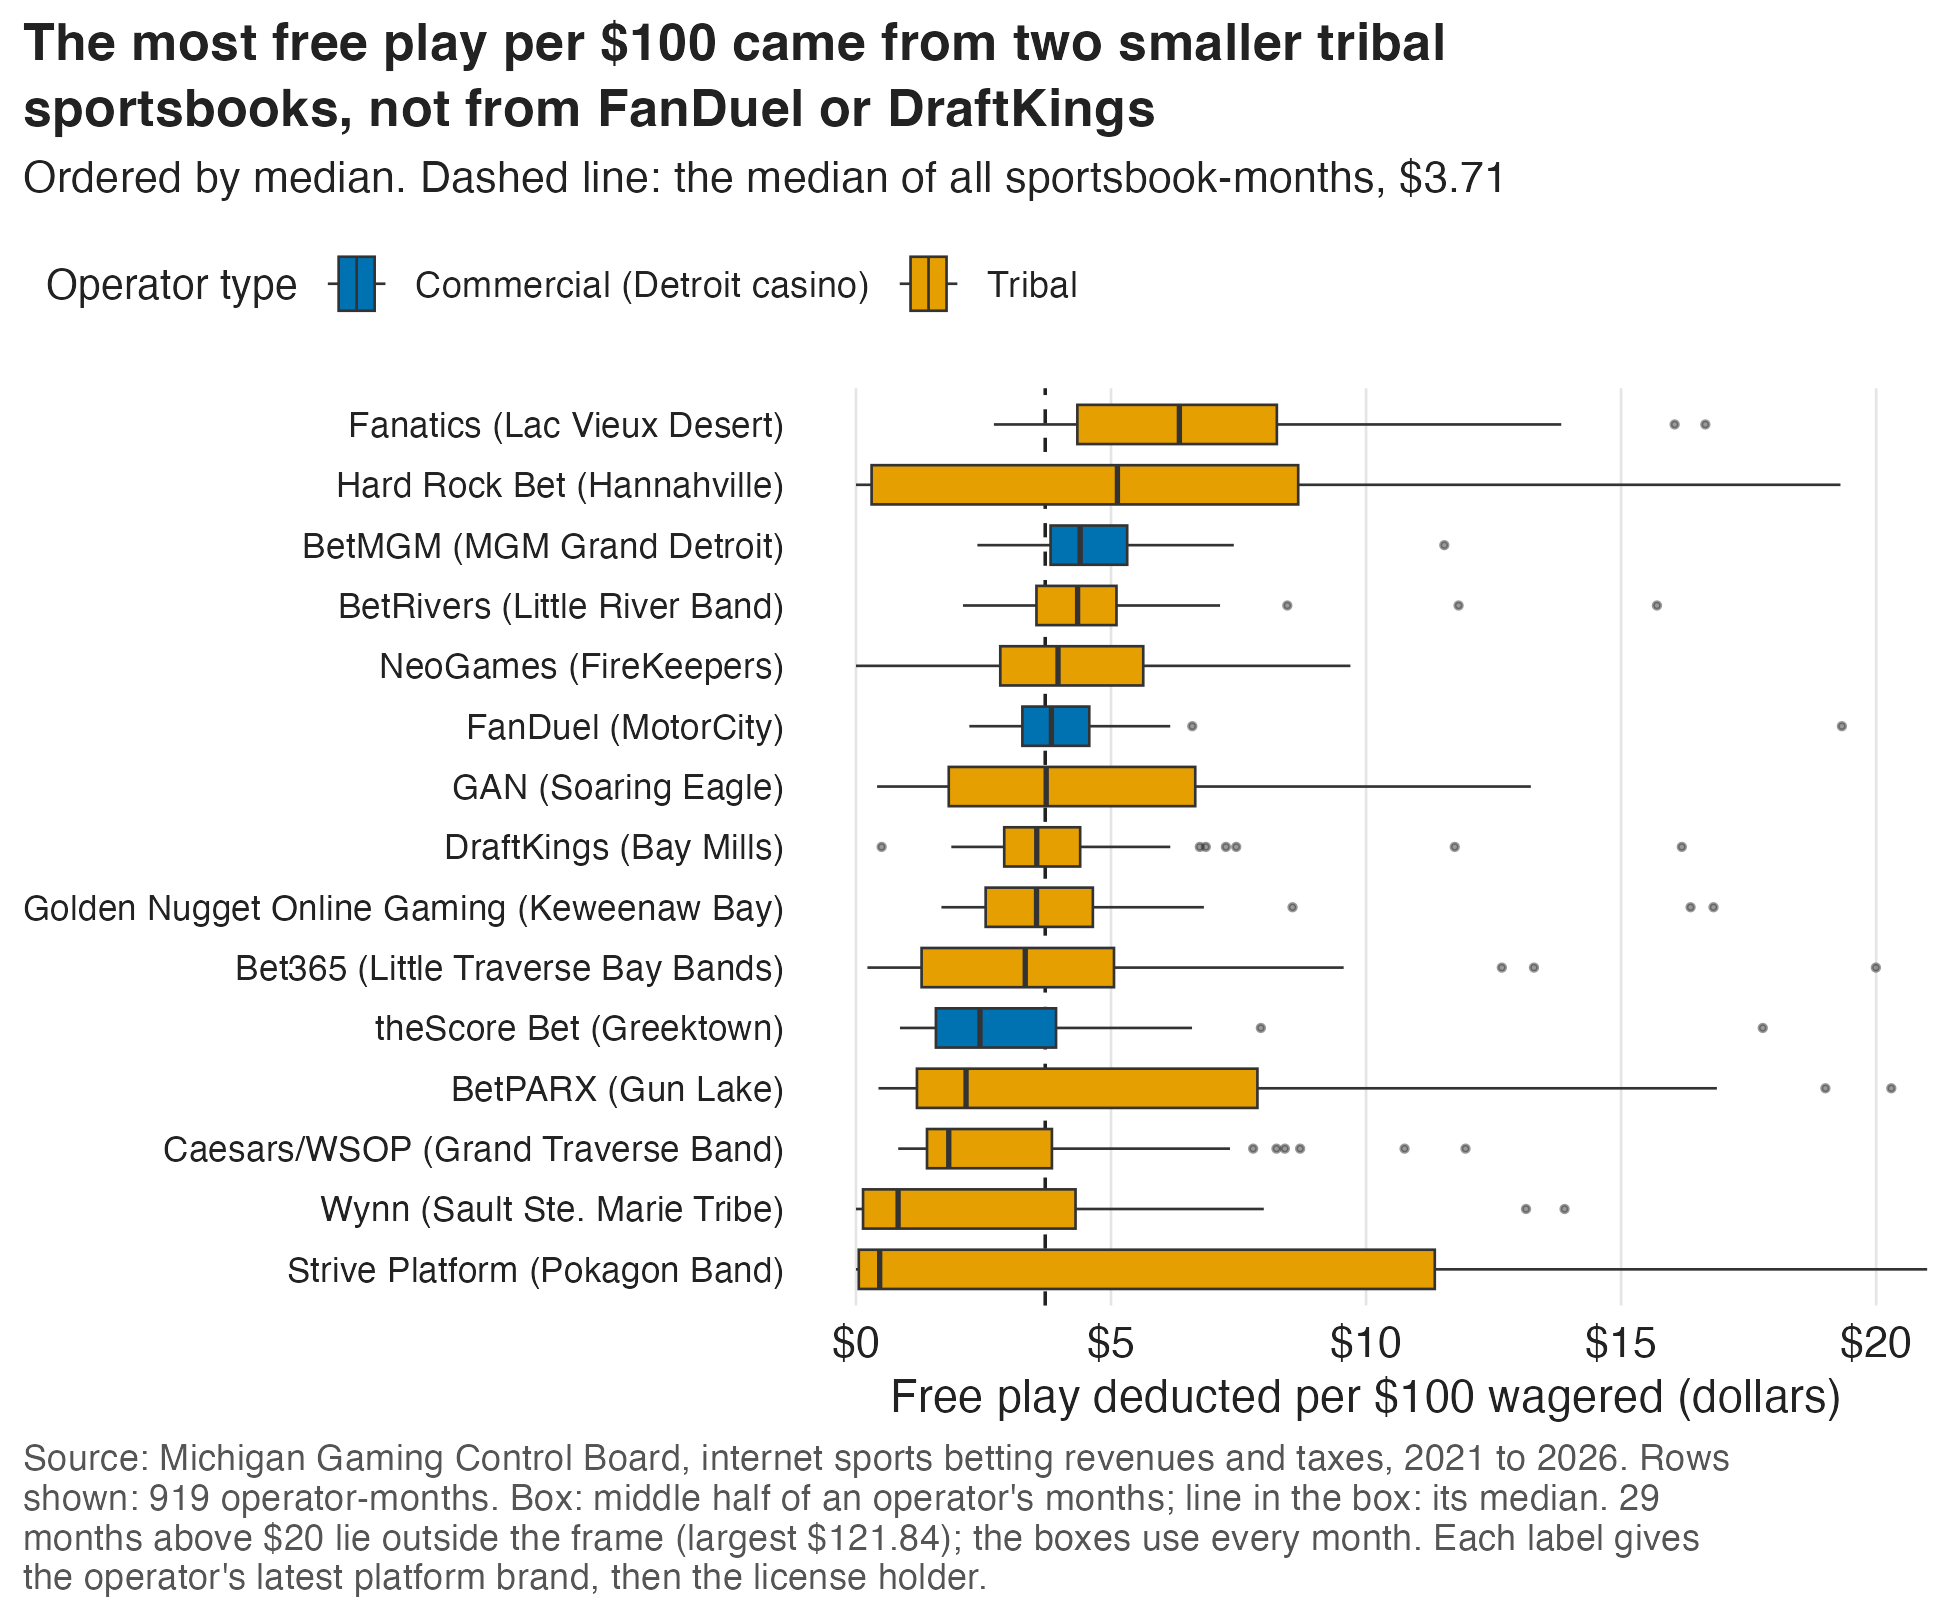 The most free play per $100 came from two smaller tribal
sportsbooks, not from FanDuel or DraftKings
Ordered by median. Dashed line: the median of all sportsbook-months, $3.71
Operator type
Commercial (Detroit casino)
Tribal
Fanatics (Lac Vieux Desert)
Hard Rock Bet (Hannahville)
BetMGM (MGM Grand Detroit)
BetRivers (Little River Band)
NeoGames (FireKeepers)
FanDuel (MotorCity)
GAN (Soaring Eagle)
DraftKings (Bay Mills)
Golden Nugget Online Gaming (Keweenaw Bay)
Bet365 (Little Traverse Bay Bands)
theScore Bet (Greektown)
BetPARX (Gun Lake)
Caesars/WSOP (Grand Traverse Band)
Wynn (Sault Ste. Marie Tribe)
Strive Platform (Pokagon Band)
$0 $5 $10 $15 $20
Free play deducted per $100 wagered (dollars)
Source: Michigan Gaming Control Board, internet sports betting revenues and taxes, 2021 to 2026. Rows
shown: 919 operator-months. Box: middle half of an operator's months; line in the box: its median. 29
months above $20 lie outside the frame (largest $121.84); the boxes use every month. Each label gives
the operator's latest platform brand, then the license holder.